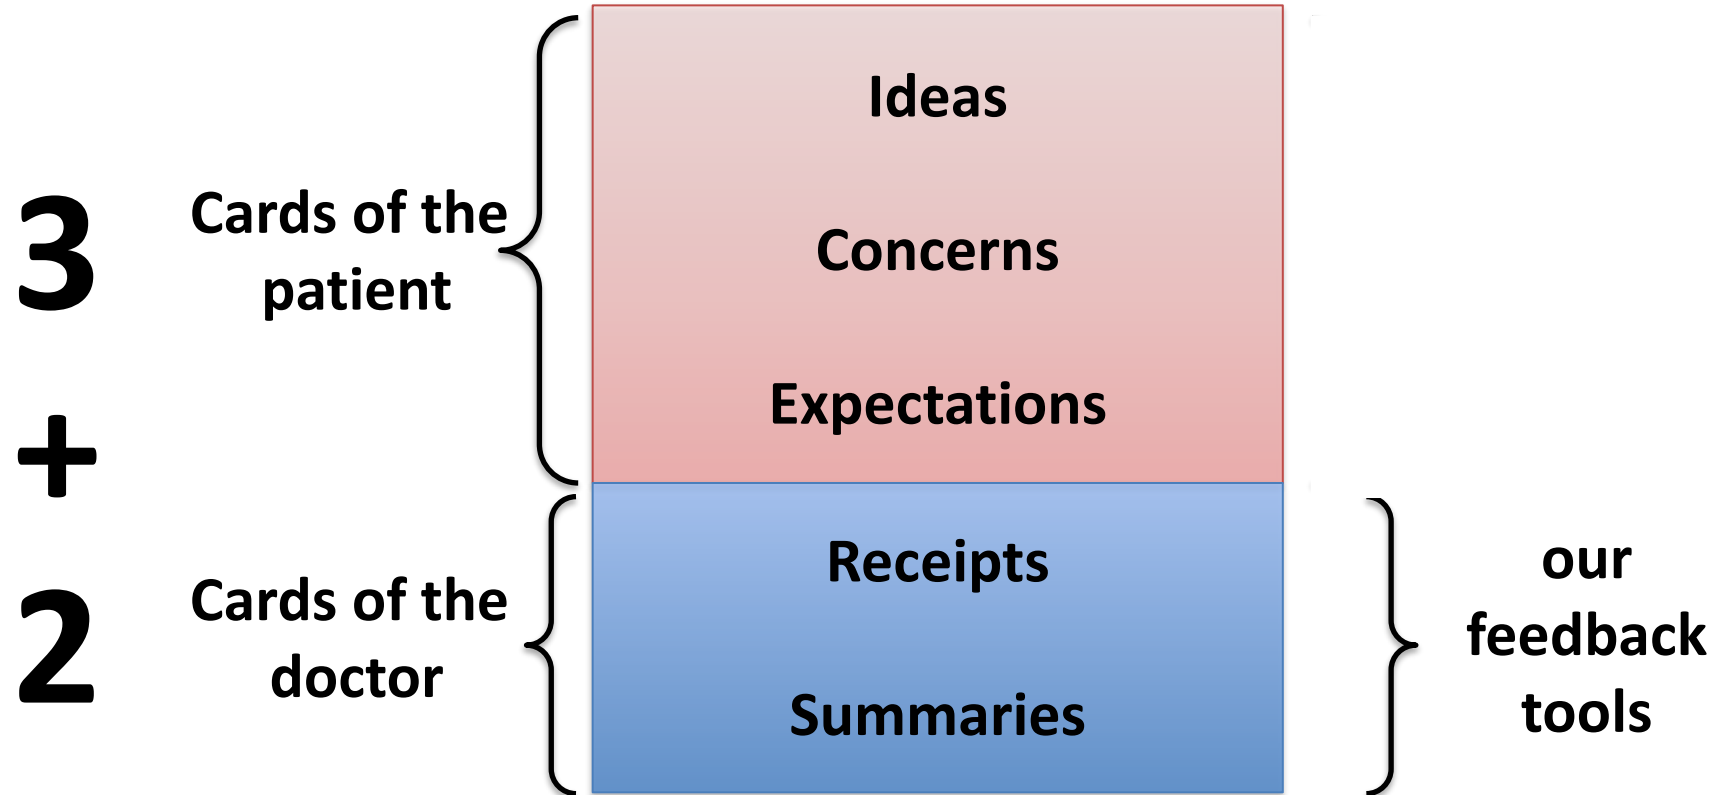 3
Cards of the
patient
Ideas
Concerns
Expectations
+
2
Cards of the
doctor
Receipts
Summaries
our
feedback
tools